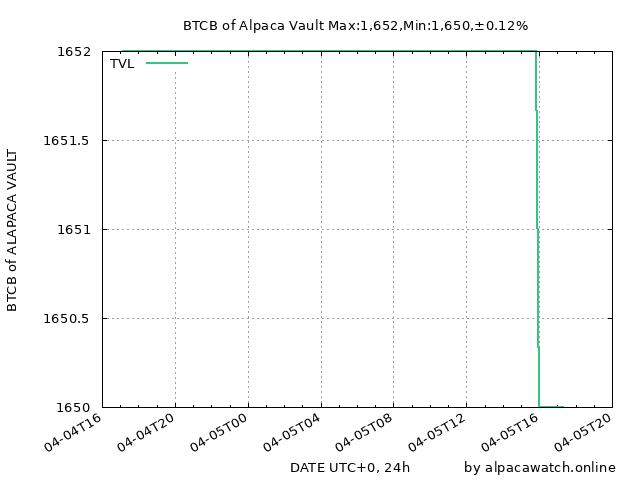 BTCB of Alpaca Vault Max:1,652,Min:1,650,±0.12%
1652
TVL
1651.5
1651
1650.5
1650
BTCB of ALAPACA VAULT
04-04T16
04-04T20
04-05T00
04-05T04
04-05T08
04-05T12
04-05T16
04-05T20
DATE UTC+0, 24h
by alpacawatch.online